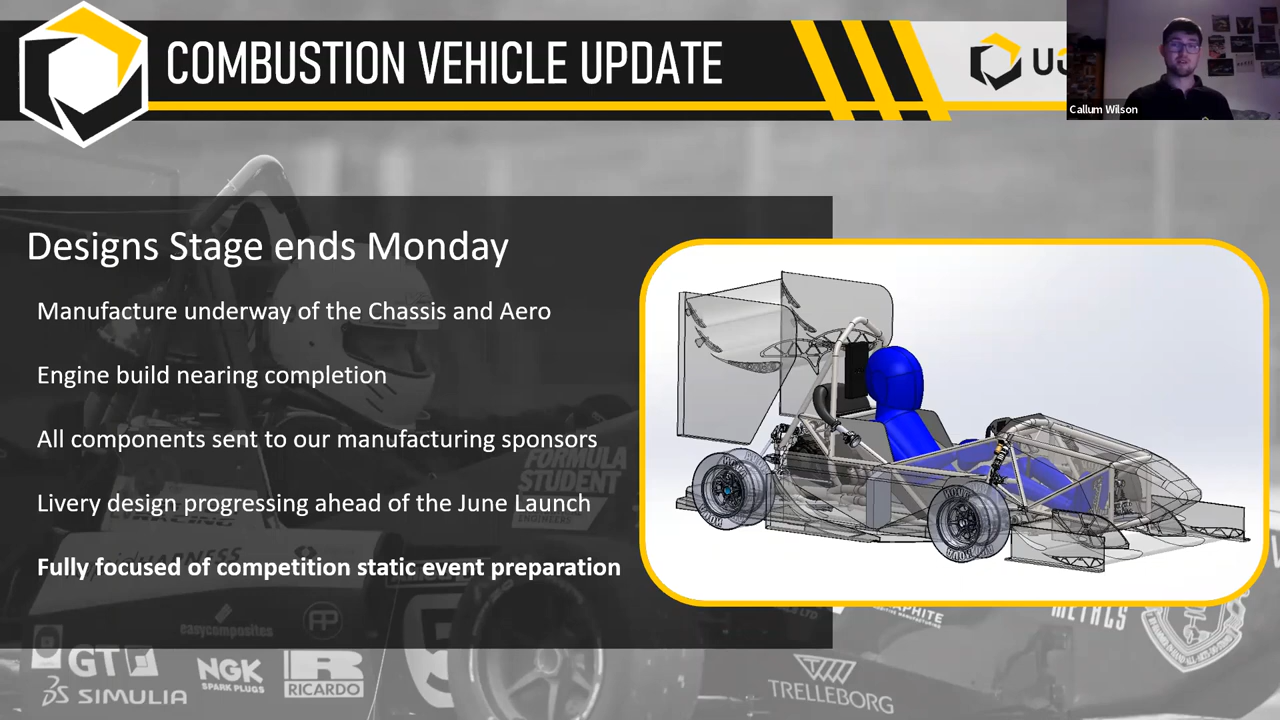 COMBUSTION VEHICLE UPDATE
Callum Wilson
Designs Stage ends Monday
Manufacture underway of the Chassis and Aero
Engine build nearing completion
All components sent to our manufacturing sponsors
Livery design progressing ahead of the June Launch
Fully focused of competition static event preparation
FORMULA
STUDENT
ENGINEERS
HARNESS
easycomposites
METALS
GT
SIMULIA
NGK
SPARK PLUGS
RICARDO
TRELLEBORG